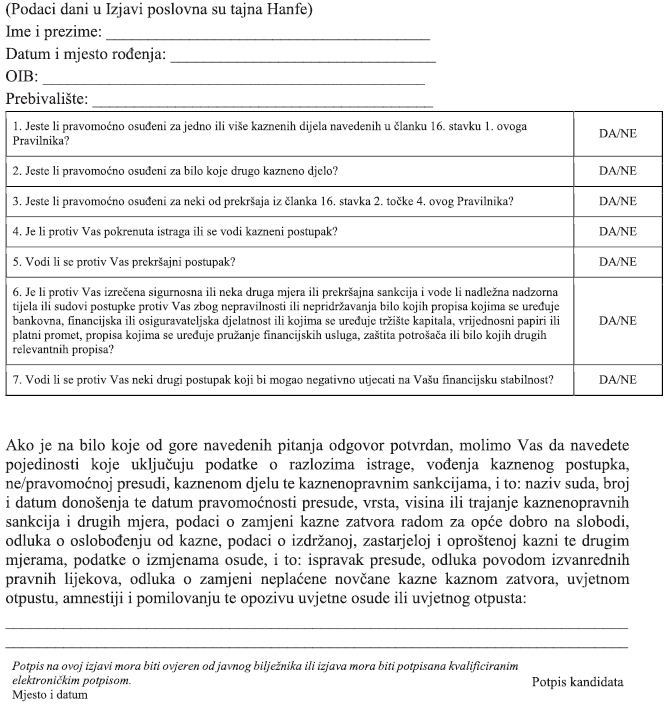 (Podaci dani u Izjavi poslovna su tajna Hanfe)
Ime i prezime: ______________________________________
Datum i mjesto rođenja: _______________________________
OIB: _____________________________________________
Prebivalište: ________________________________________
1. Jeste li pravomoćno osuđeni za jedno ili više kaznenih dijela navedenih u članku 16. stavku 1. ovoga
Pravilnika?
DA/NE
2. Jeste li pravomoćno osuđeni za bilo koje drugo kazneno djelo?
DA/NE
3. Jeste li pravomoćno osuđeni za neki od prekršaja iz članka 16. stavka 2. točke 4. ovog Pravilnika?
DA/NE
4. Je li protiv Vas pokrenuta istraga ili se vodi kazneni postupak?
DA/NE
5. Vodi li se protiv Vas prekršajni postupak?
DA/NE
6. Je li protiv Vas izrečena sigurnosna ili neka druga mjera ili prekršajna sankcija i vode li nadležna nadzorna
tijela ili sudovi postupke protiv Vas zbog nepravilnosti ili nepridržavanja bilo kojih propisa kojima se uređuje
bankovna, financijska ili osiguravateljska djelatnost ili kojima se uređuje tržište kapitala, vrijednosni papiri ili
platni promet, propisa kojima se uređuje pružanje financijskih usluga, zaštita potrošača ili bilo kojih drugih
relevantnih propisa?
DA/NE
7. Vodi li se protiv Vas neki drugi postupak koji bi mogao negativno utjecati na Vašu financijsku stabilnost?
DA/NE
Ako je na bilo koje od gore navedenih pitanja odgovor potvrdan, molimo Vas da navedete
pojedinosti koje uključuju podatke o razlozima istrage, vođenja kaznenog postupka,
ne/pravomoćnoj presudi, kaznenom djelu te kaznenopravnim sankcijama, i to: naziv suda, broj
i datum donošenja te datum pravomoćnosti presude, vrsta, visina ili trajanje kaznenopravnih
sankcija i drugih mjera, podaci o zamjeni kazne zatvora radom za opće dobro na slobodi,
odluka o oslobođenju od kazne, podaci o izdržanoj, zastarjeloj i oproštenoj kazni te drugim
mjerama, podatke o izmjenama osude, i to: ispravak presude, odluka povodom izvanrednih
pravnih lijekova, odluka o zamjeni neplaćene novčane kazne kaznom zatvora, uvjetnom
otpustu, amnestiji i pomilovanju te opozivu uvjetne osude ili uvjetnog otpusta:
__________________________________________________________________________
__________________________________________________________________________
Potpis na ovoj izjavi mora biti ovjeren od javnog bilježnika ili izjava mora biti potpisana kvalificiranim
elektroničkim potpisom.
Potpis kandidata
Mjesto i datum